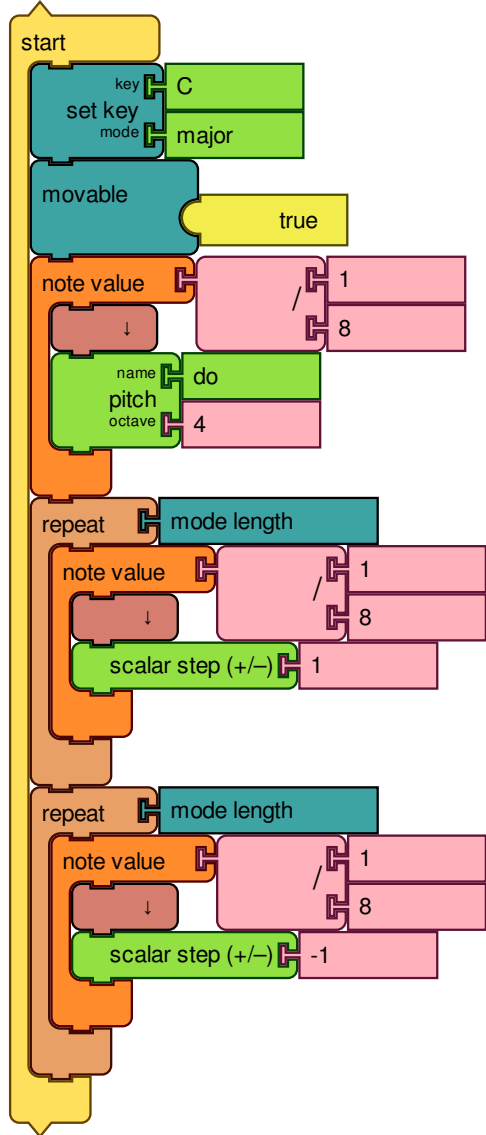 start
key C
set key
mode major
movable
true
note value / 1
8
↓
name do
pitch
octave 4
repeat mode length
note value / 1
8
↓
scalar step (+/–) 1
repeat mode length
note value / 1
8
↓
scalar step (+/–) -1